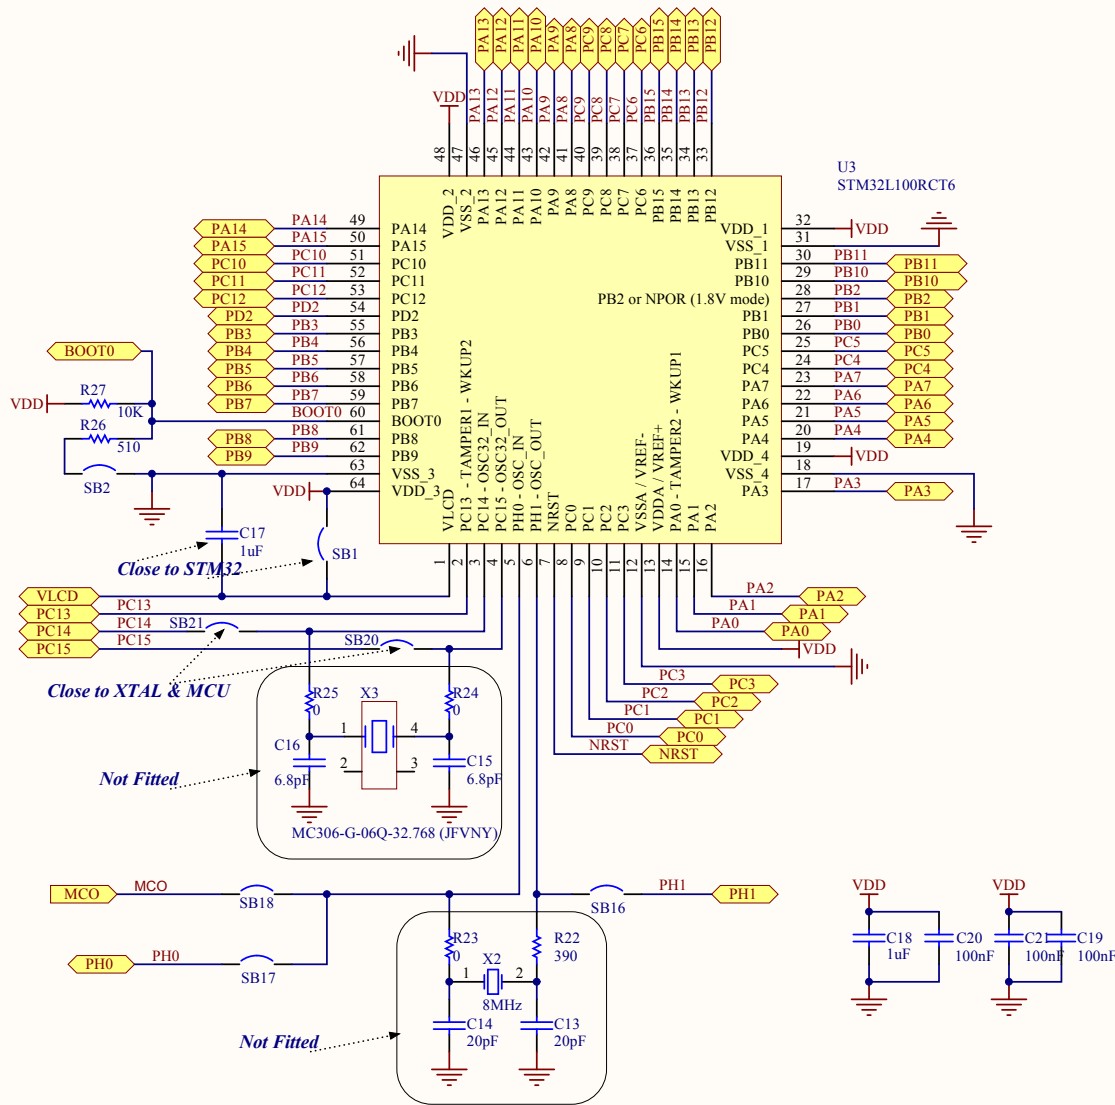 PA13 PA12 PA11 PA10 PA9 PA8 PC9 PC8 PC7 PC6 PB15 PB14 PB13 PB12
VDD
PA13 PA12 PA11 PA10 PA9 PA8 PC9 PC8 PC7 PC6 PB15 PB14 PB13 PB12
48 47 46 45 44 43 42 41 40 39 38 37 36 35 34 33
U3
STM32L100RCT6
VDD_2 VSS_2 PA13 PA12 PA11 PA10 PA9 PA8 PC9 PC8 PC7 PC6 PB15 PB14 PB13 PB12
PA14 PA14 49 PA14 VDD_1 32 VDD
PA15 PA15 50 PA15 VSS_1 31
PC10 PC10 51 PC10 PB11 30 PB11 PB11
PC11 PC11 52 PC11 PB10 29 PB10 PB10
PC12 PC12 53 PC12 PB2 or NPOR (1.8V mode) 28 PB2 PB2
PD2 PD2 54 PD2 PB1 27 PB1 PB1
PB3 PB3 55 PB3 PB0 26 PB0 PB0
PB4 PB4 56 PB4 PC5 25 PC5 PC5
PB5 PB5 57 PB5 PC4 24 PC4 PC4
PB6 PB6 58 PB6 PA7 23 PA7 PA7
PB7 PB7 59 PB7 PA6 22 PA6 PA6
BOOT0 60 BOOT0 PA5 21 PA5 PA5
PB8 PB8 61 PB8 PA4 20 PA4 PA4
PB9 PB9 62 PB9 VDD_4 19 VDD
63 VSS_3 VSS_4 18
VDD 64 VDD_3 PA3 17 PA3 PA3
BOOT0
R27
VDD 10K
R26
510
SB2
C17
1uF
SB1
Close to STM32
VLCD PC13 - TAMPER1 - WKUP2 PC14 - OSC32_IN PC15 - OSC32_OUT PH0 - OSC_IN PH1 - OSC_OUT NRST PC0 PC1 PC2 PC3 VSSA / VREF- VDDA / VREF+ PA0 - TAMPER2 - WKUP1 PA1 PA2
1 2 3 4 5 6 7 8 9 10 11 12 13 14 15 16
VLCD
PC13 PC13
PC14 PC14 SB21
PC15 PC15 SB20
PA2 PA2
PA1 PA1
PA0 PA0
VDD
Close to XTAL & MCU
PC3 PC3
PC2 PC2
PC1 PC1
PC0 PC0
NRST NRST
R25
0
X3
R24
0
1 4
2 3
C16
6.8pF
C15
6.8pF
Not Fitted
MC306-G-06Q-32.768 (JFVNY)
MCO MCO SB18
PH0 PH0 SB17
SB16 PH1 PH1
R23
0
R22
390
X2
1 2
8MHz
C14
20pF
C13
20pF
Not Fitted
VDD VDD
C18
1uF
C20
100nF
C21
100nF
C19
100nF